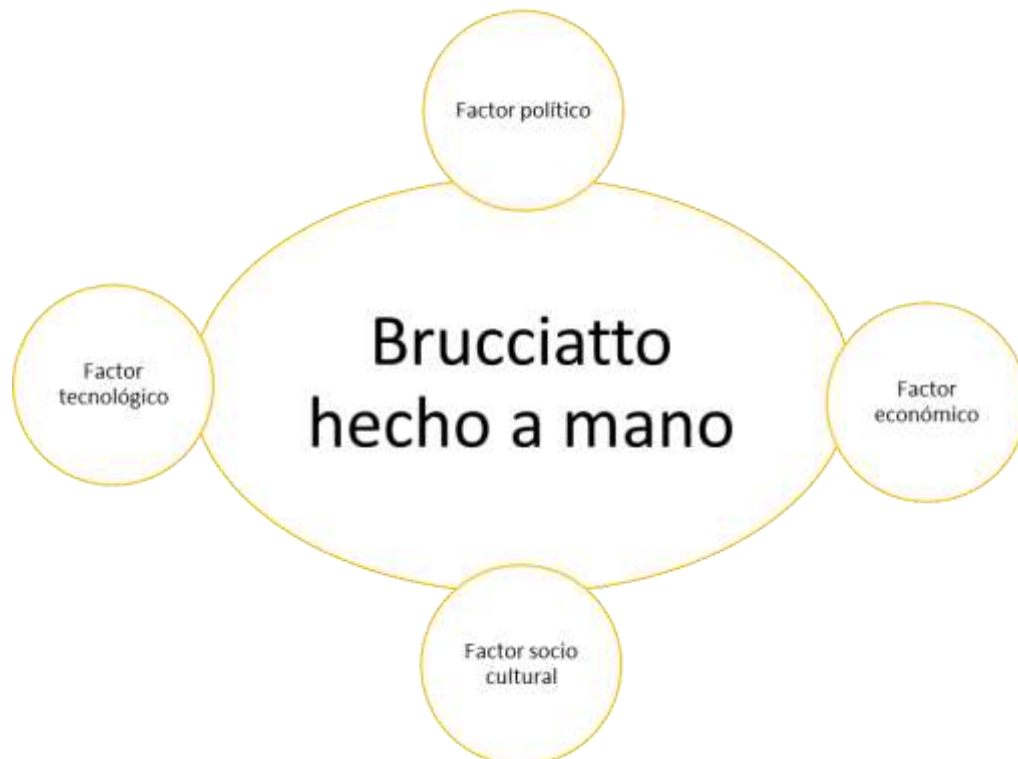 Factor político
Brucciatto
hecho a mano
Factor
tecnológico
Factor
económico
Factor socio
cultural